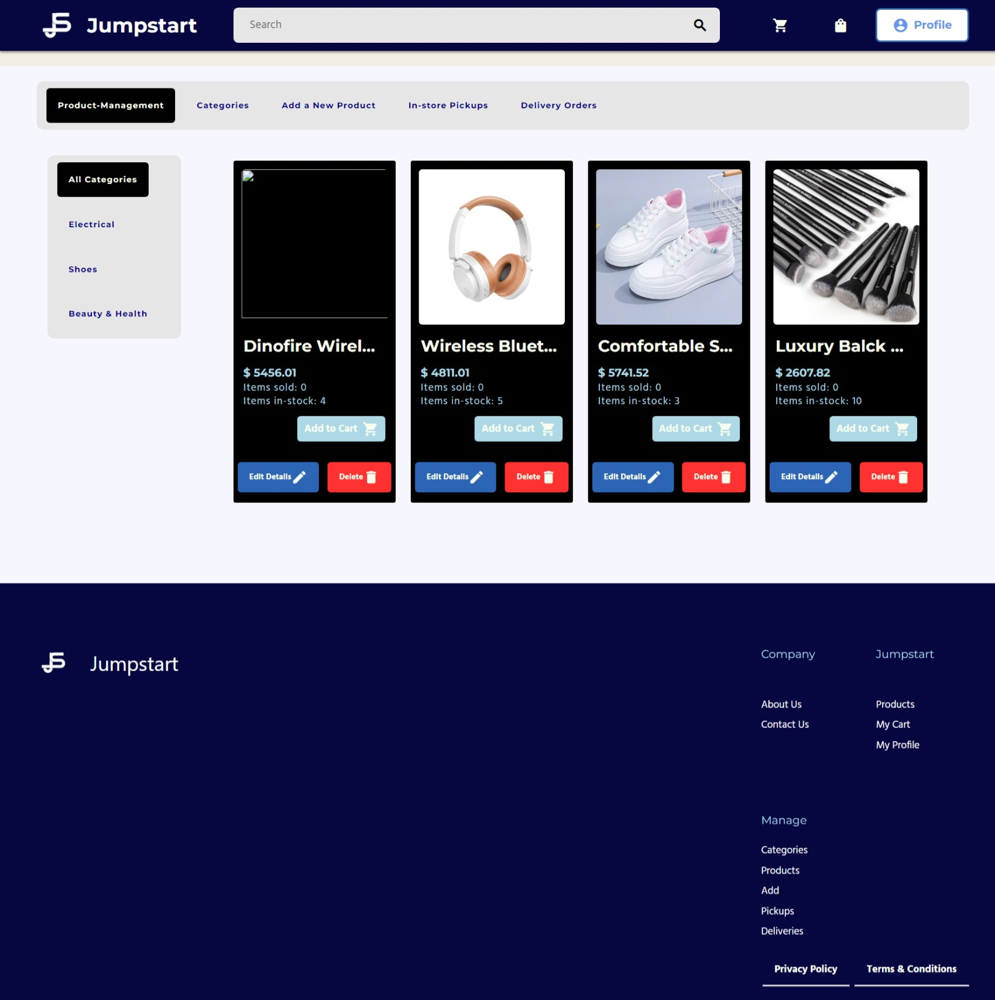 Jumpstart
Search
Profile
Product-Management
Categories
Add a New Product
In-store Pickups
Delivery Orders
All Categories
Electrical
Shoes
Beauty & Health
Dinofire Wirel...
$ 5456.01
Items sold: 0
Items in-stock: 4
Add to Cart
Edit Details
Delete
Wireless Bluet...
$ 4811.01
Items sold: 0
Items in-stock: 5
Add to Cart
Edit Details
Delete
Comfortable S...
$ 5741.52
Items sold: 0
Items in-stock: 3
Add to Cart
Edit Details
Delete
Luxury Balck ...
$ 2607.82
Items sold: 0
Items in-stock: 10
Add to Cart
Edit Details
Delete
Jumpstart
Company
About Us
Contact Us
Jumpstart
Products
My Cart
My Profile
Manage
Categories
Products
Add
Pickups
Deliveries
Privacy Policy
Terms & Conditions